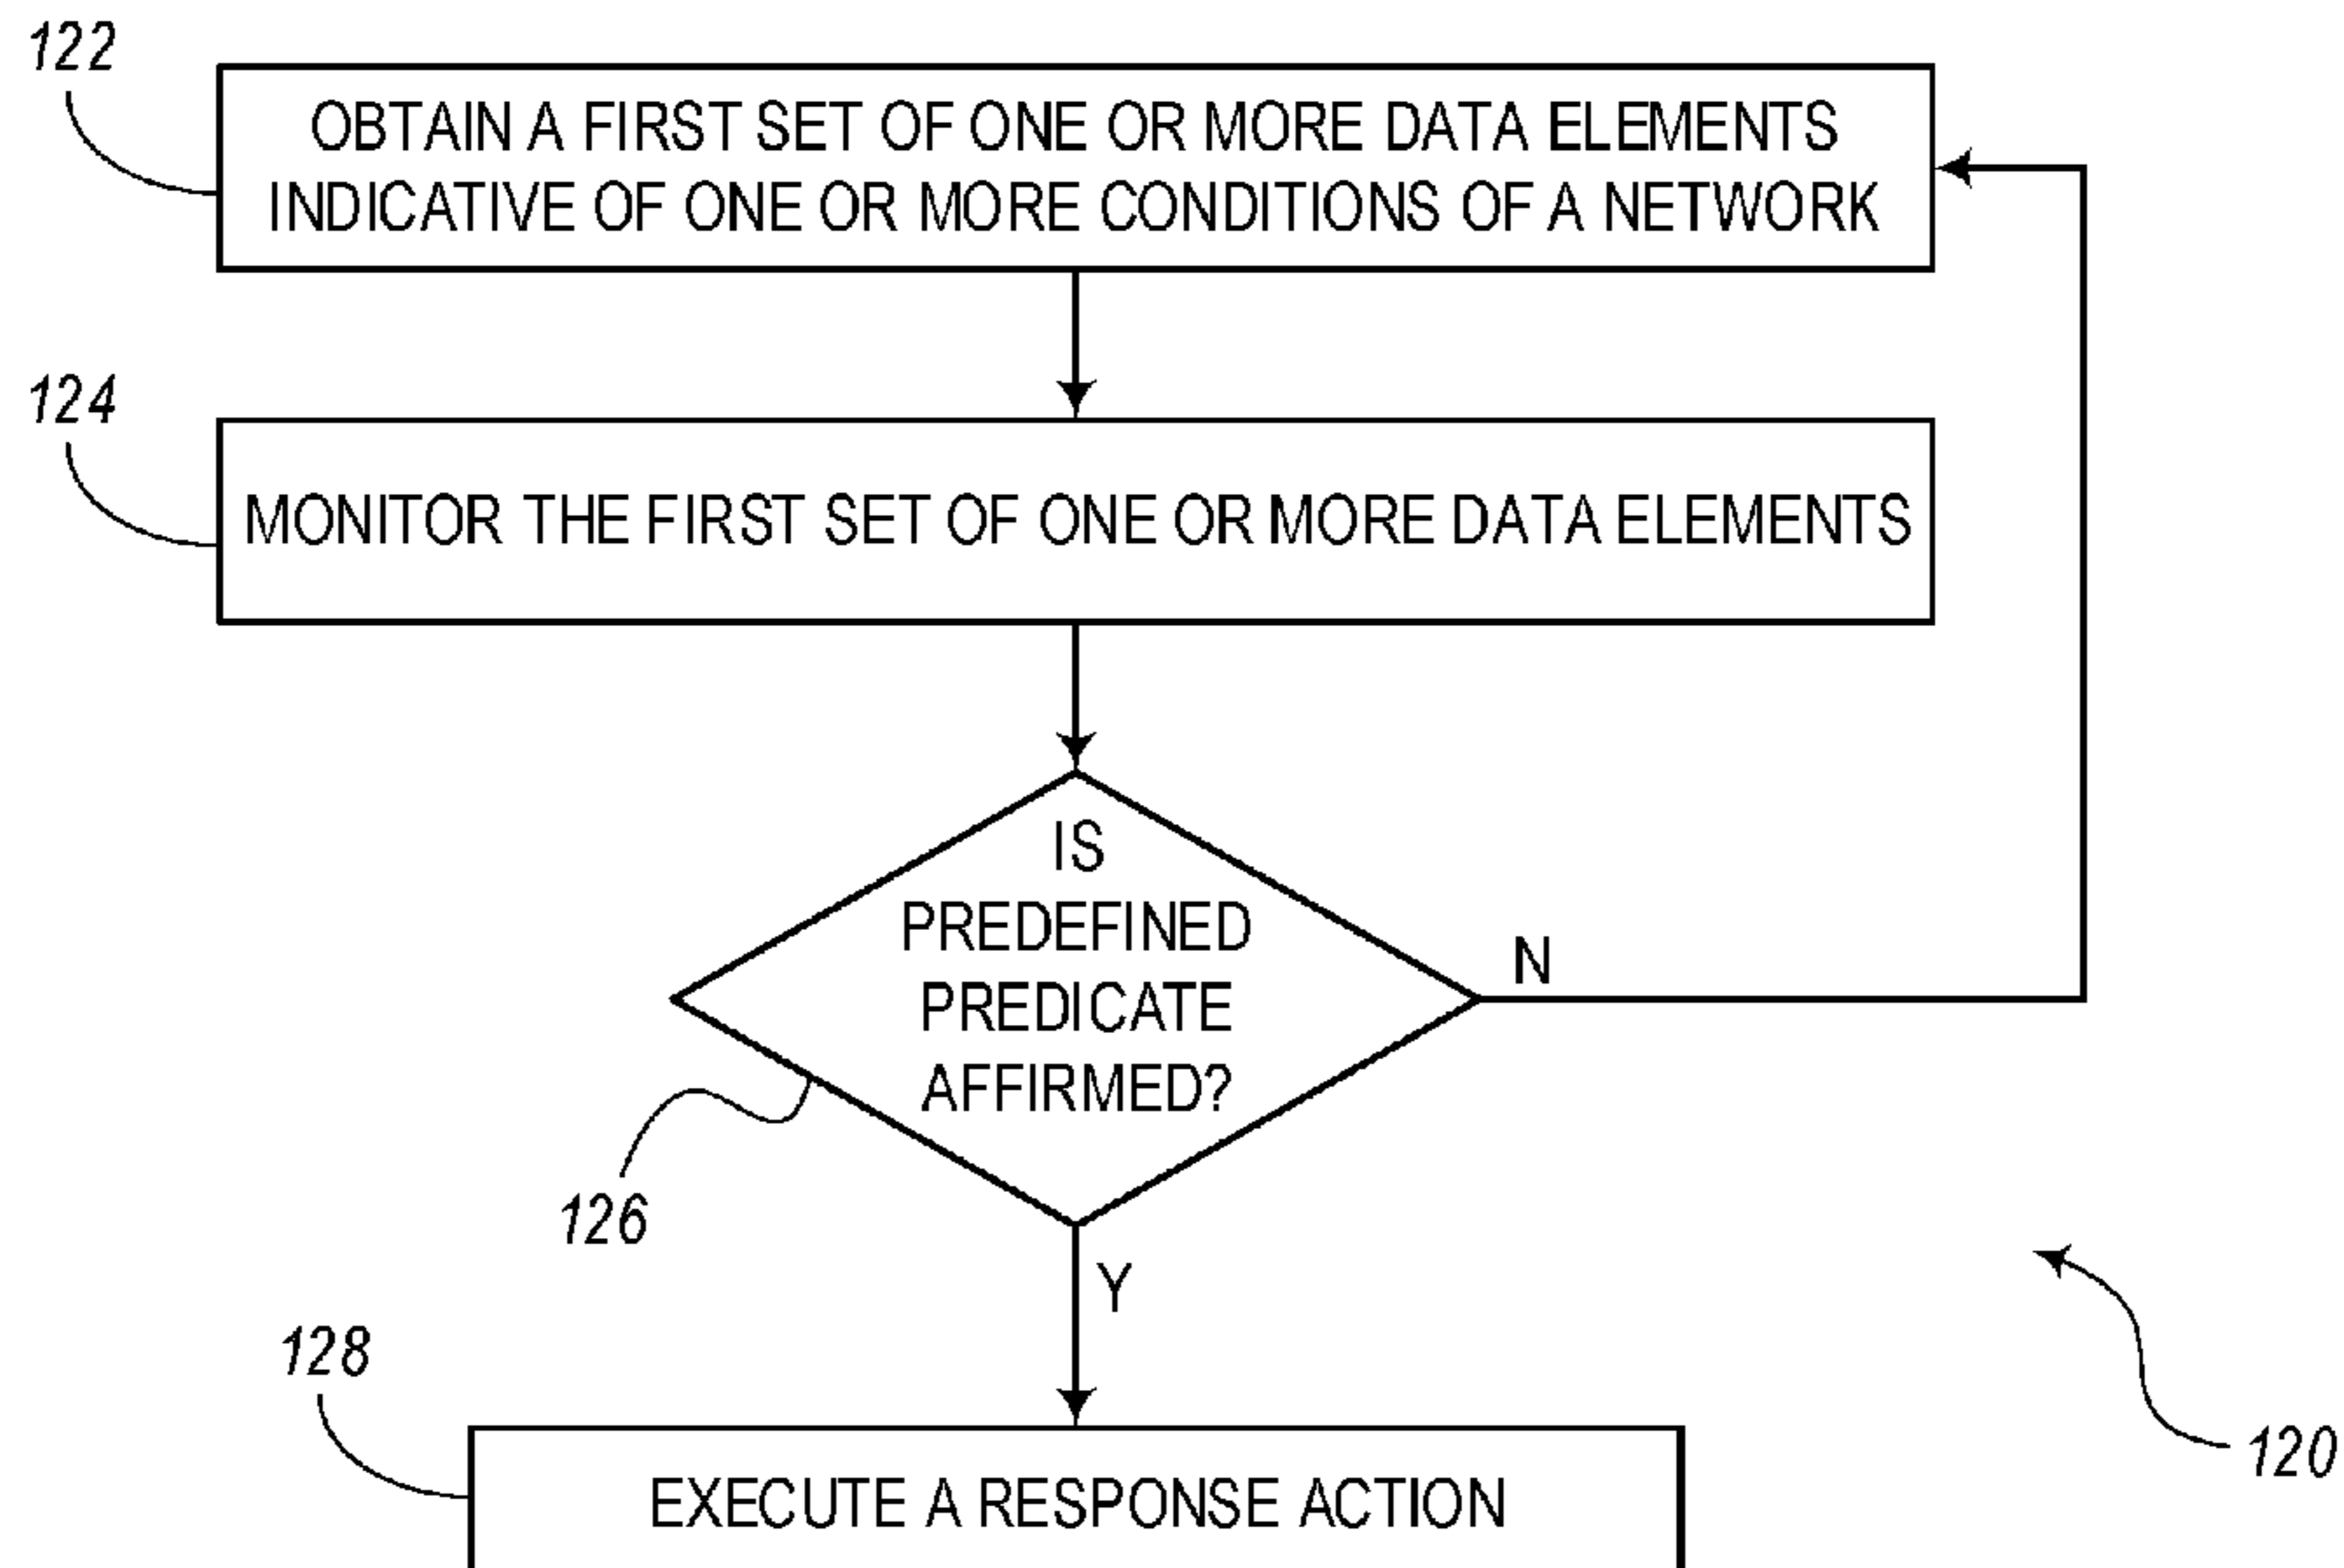 122
OBTAIN A FIRST SET OF ONE OR MORE DATA ELEMENTS
INDICATIVE OF ONE OR MORE CONDITIONS OF A NETWORK
124
MONITOR THE FIRST SET OF ONE OR MORE DATA ELEMENTS
IS
PREDEFINED
PREDICATE
AFFIRMED?
N
126
Y
128
EXECUTE A RESPONSE ACTION
120